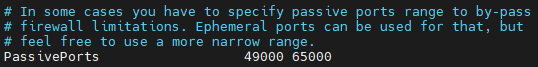 # In some cases you have to specify passive ports range to by-pass
# firewall limitations. Ephemeral ports can be used for that, but
# feel free to use a more narrow range.
PassivePorts                  49000 65000